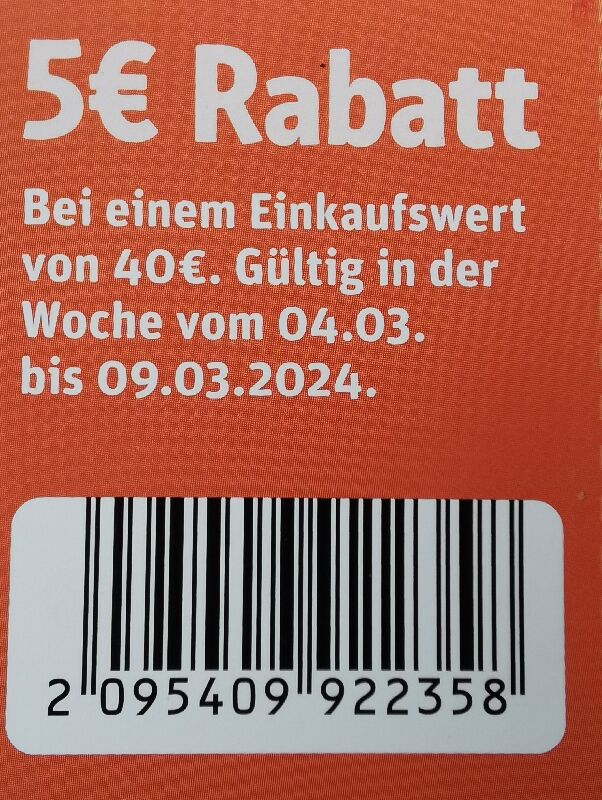 5€ Rabatt
Bei einem Einkaufswert
von 40€. Gültig in der
Woche vom 04.03.
bis 09.03.2024.
2 095409 922358